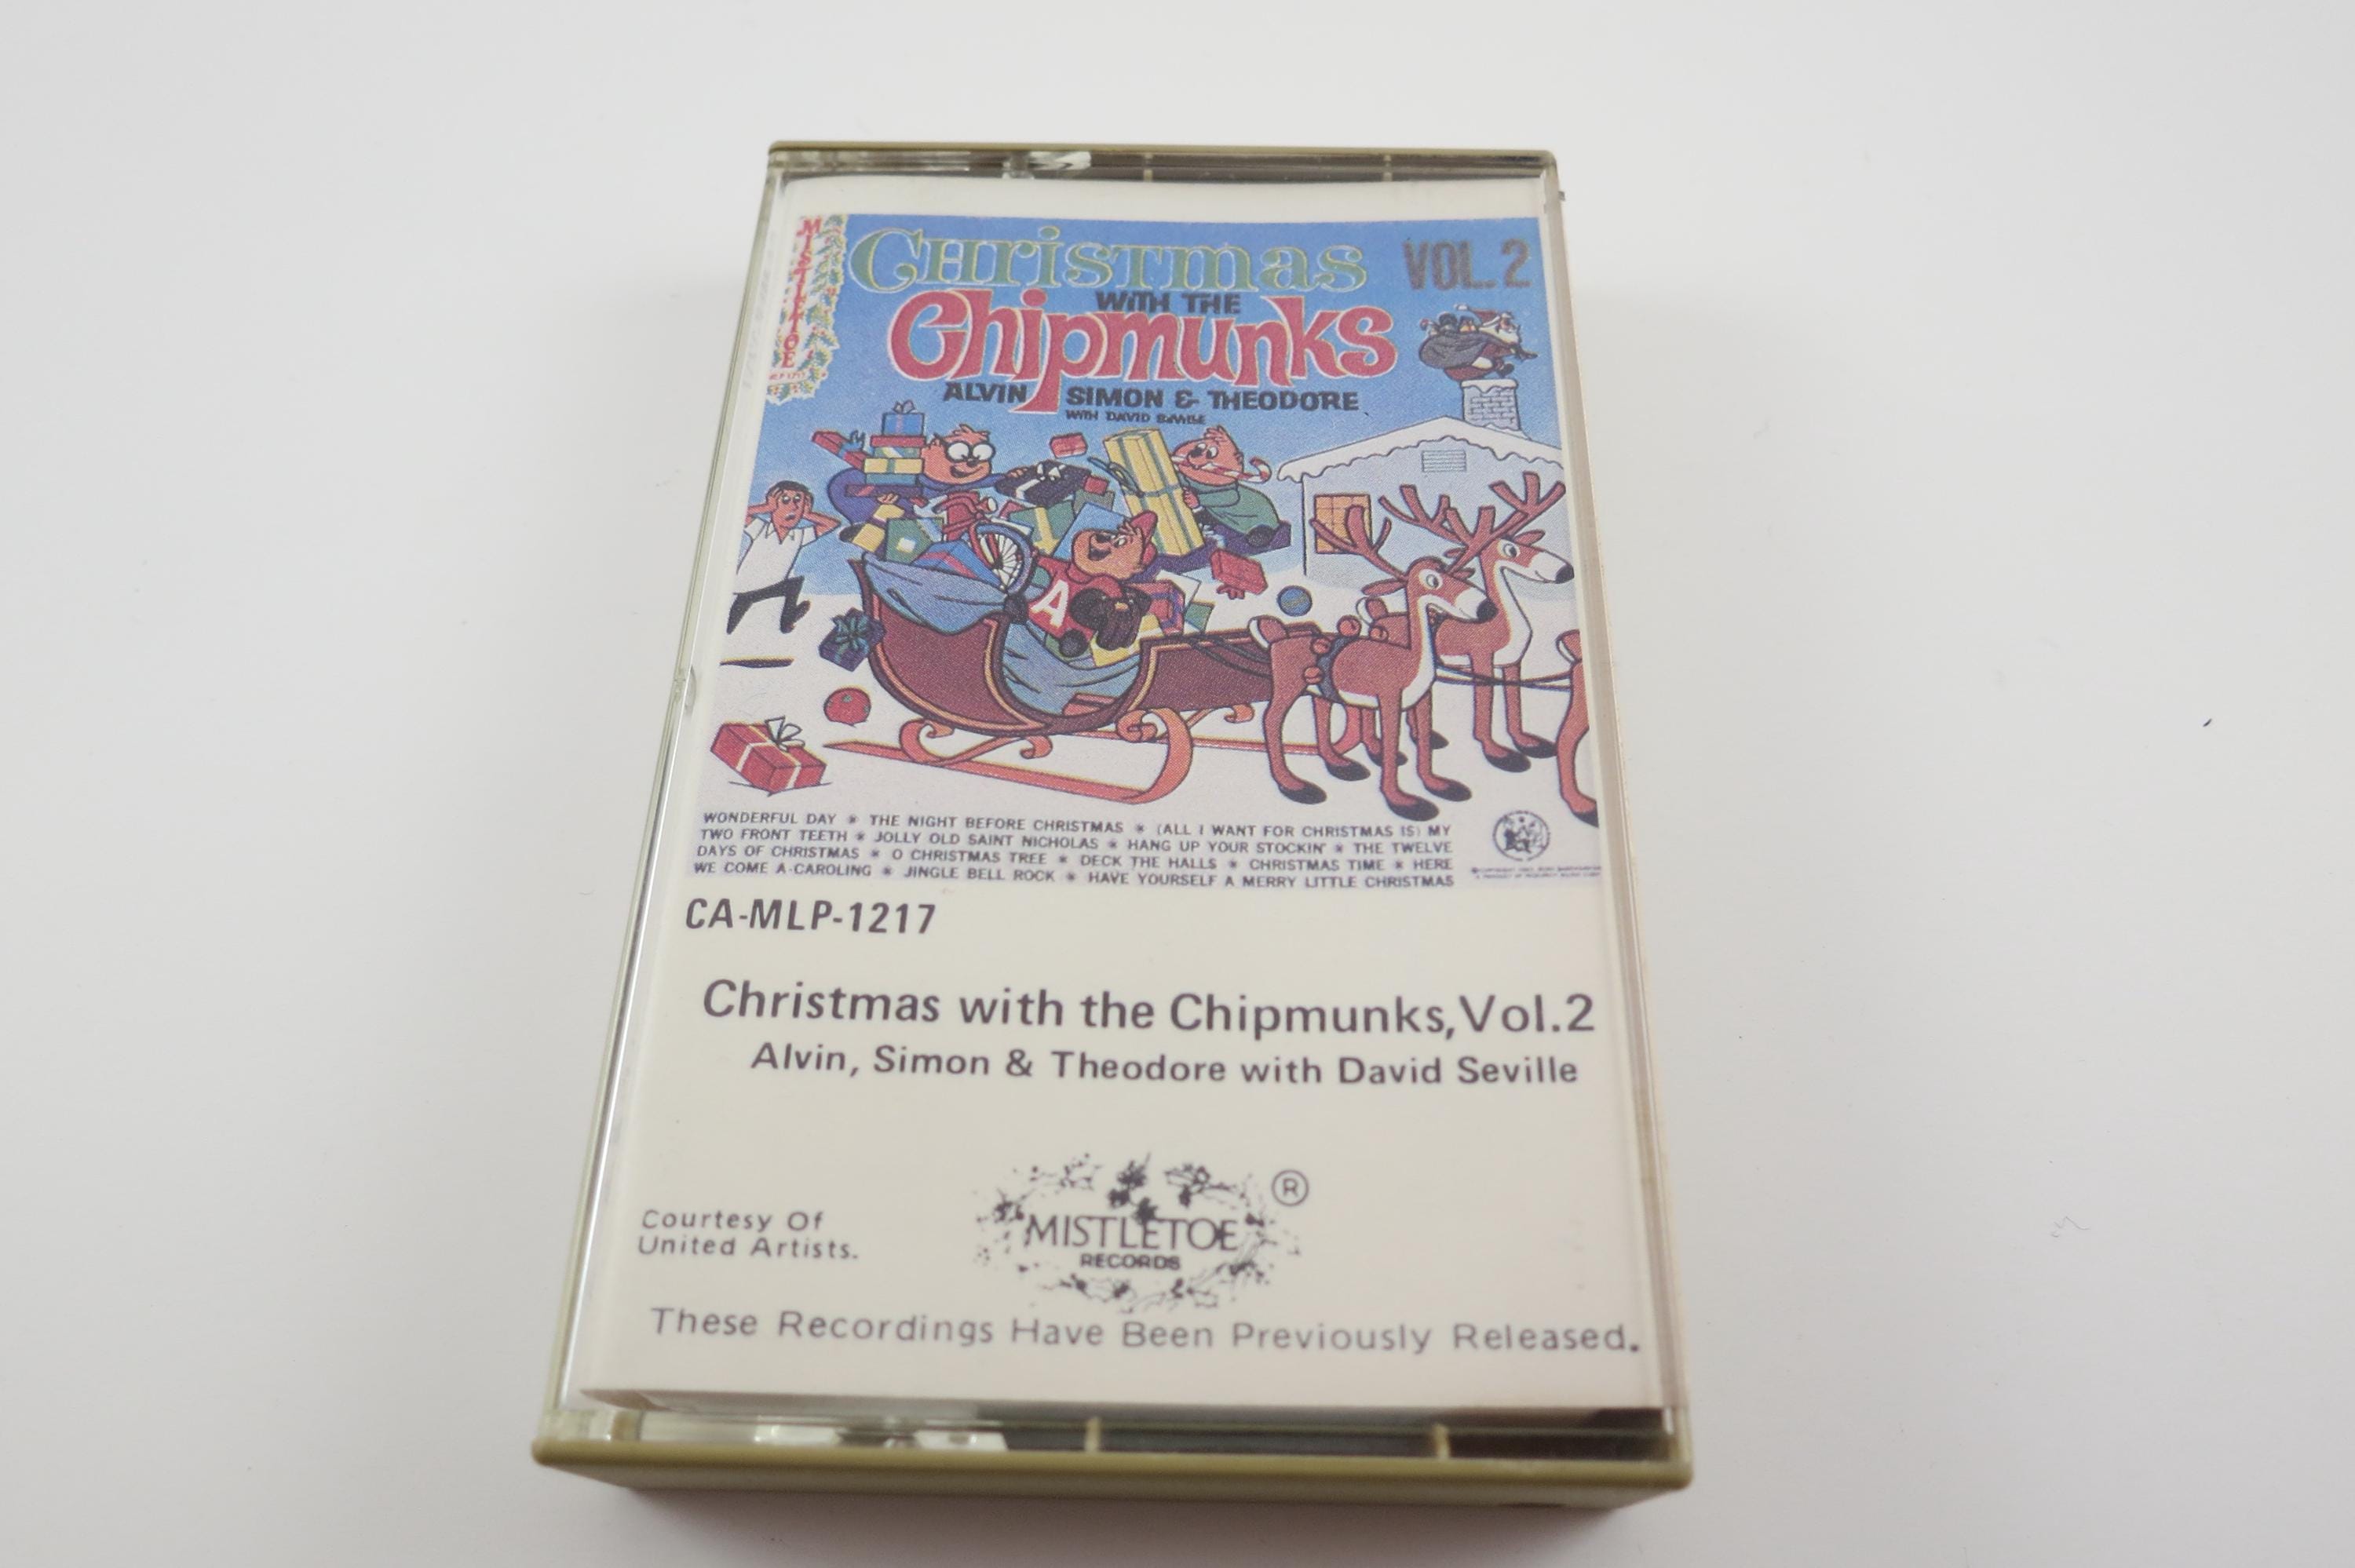 MISTLETOE
CHristmas VOL. 2
WITH THE
Chipmunks
ALVIN SIMON & THEODORE
WITH DAVID SEVILLE
A
WONDERFUL DAY * THE NIGHT BEFORE CHRISTMAS * (ALL I WANT FOR CHRISTMAS IS) MY
TWO FRONT TEETH * JOLLY OLD SAINT NICHOLAS * HANG UP YOUR STOCKIN' * THE TWELVE
DAYS OF CHRISTMAS * O CHRISTMAS TREE * DECK THE HALLS * CHRISTMAS TIME * HERE
WE COME A-CAROLING * JINGLE BELL ROCK * HAVE YOURSELF A MERRY LITTLE CHRISTMAS
CA-MLP-1217
Christmas with the Chipmunks,Vol.2
Alvin, Simon & Theodore with David Seville
Courtesy Of
United Artists.
MISTLETOE ®
RECORDS
These Recordings Have Been Previously Released.